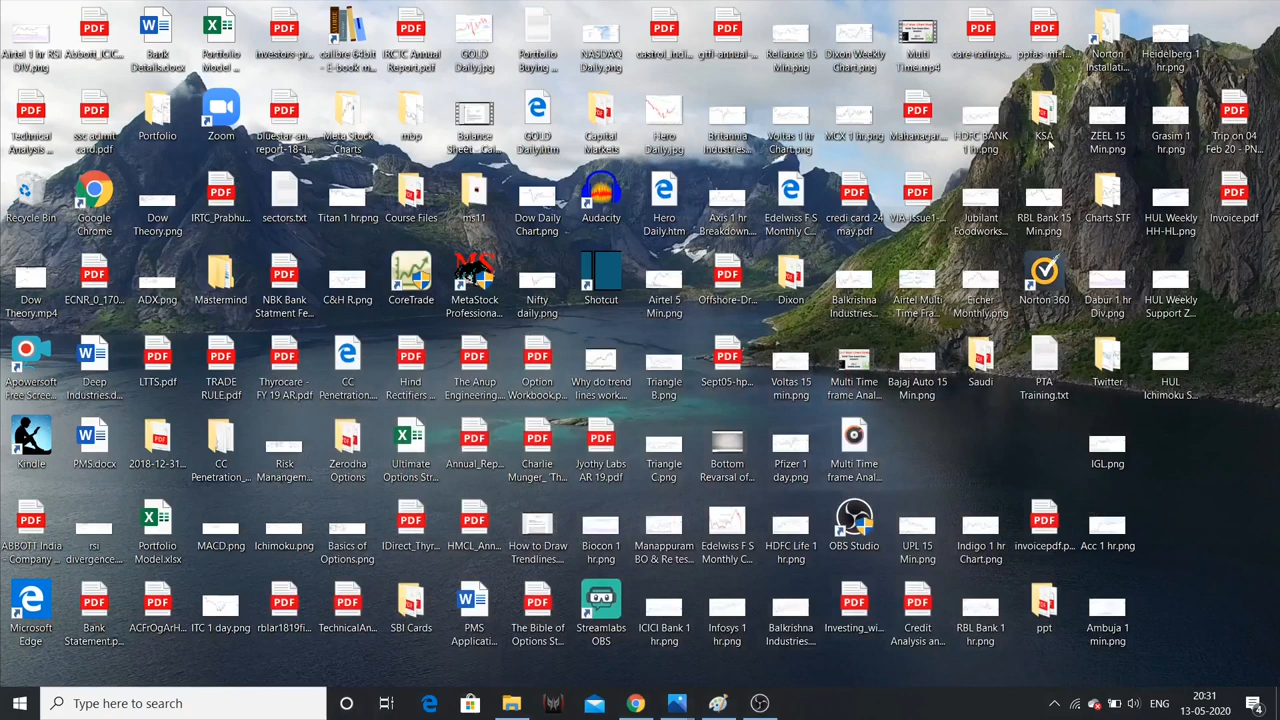 Airtel 1 hr RSI
DIV.png
Abbott_ICIC...
Bank
Details.docx
Portfolio
Model ...
investors-pr...
calibre 64bit
- E-book m...
IRCTC Annual
Report.pdf
GOLD
Daily.jpg
Portfolio
Buying ...
NASDAQ
Daily.png
castrol_indi...
gtfl-annual-...
Reliance 15
Min.png
Dixon Weekly
Chart.png
Multi
Time.mp4
care-ratings...
ppfas-mf-f...
Norton
Installati...
Heidelberg 1
hr.png
Technical
Analysis ...
ssc admit
card.pdf
Portfolio
Zoom
bluestar-an...
report-18-1...
Meta Stock
Charts
mbp
Balance
Sheet - Cal...
GOLD
Daily.htm
Capital
Markets
Hero
Daily.jpg
Britannia
Industries...
Voltas 1 hr
Chart.png
MCX 1 hr.png
Mahanagar...
HDFC BANK
1 hr.png
KSA
ZEEL 15
Min.png
Grasim 1
hr.png
Trip on 04
Feb 20 - PN...
Recycle Bin
Google
Chrome
Dow
Theory.png
IRTC_Prabhu...
sectors.txt
Titan 1 hr.png
Course Files
ms11
Dow Daily
Chart.png
Audacity
Hero
Daily.htm
Axis 1 hr
Breakdown...
Edelwiss F S
Monthly C...
credi card 24
may.pdf
VJA-Issue1-...
Jubilant
Foodworks...
RBL Bank 15
Min.png
Charts STF
HUL Weekly
HH-HL.png
Invoice.pdf
Dow
Theory.mp4
ECNR_0_170...
ADX.png
Mastermind
NBK Bank
Statment Fe...
C&H R.png
CoreTrade
MetaStock
Professiona...
Nifty
daily.png
Shotcut
Airtel 5
Min.png
Offshore-Dr...
Dixon
Balkrishna
Industries...
Airtel Multi
Time Fra...
Eicher
Monthly.png
Norton 360
Dabur 1 hr
Div.png
HUL Weekly
Support Z...
Apowersoft
Free Scree...
Deep
Industries.d...
LTTS.pdf
TRADE
RULE.pdf
Thyrocare -
FY 19 AR.pdf
CC
Penetration....
Hind
Rectifiers ...
The Anup
Engineering...
Option
Workbook.p...
Why do trend
lines work....
Triangle
B.png
Sept05-hp...
Voltas 15
min.png
Multi Time
frame Anal...
Bajaj Auto 15
Min.png
Saudi
PTA
Training.txt
Twitter
HUL
Ichimoku S...
Kindle
PMS.docx
2018-12-31...
CC
Penetration_...
Risk
Manangem...
Zerodha
Options
Ultimate
Options Str...
Annual_Rep...
Charlie
Munger_ 'Th...
Jyothy Labs
AR 19.pdf
Triangle
C.png
Bottom
Revarsal of...
Pfizer 1
day.png
Multi Time
frame Anal...
IGL.png
ABBOTT India
-Company ...
rsi
divergence...
Portfolio
Model.xlsx
MACD.png
Ichimoku.png
Basics of
Options.png
IDirect_Thyr...
HMCL_Ann...
How to Draw
Trendlines...
Biocon 1
hr.png
Manappuram
BO & Re tes...
Edelwiss F S
Monthly C...
HDFC Life 1
hr.png
OBS Studio
UPL 15
Min.png
Indigo 1 hr
Chart.png
invoicepdf.p...
Acc 1 hr.png
Microsoft
Edge
Bank
Statement.p...
ACFrOgArH...
ITC 1 day.png
rblar1819fi...
TechnicalAn...
SBI Cards
PMS
Applicati...
The Bible of
Options St...
Streamlabs
OBS
ICICI Bank 1
hr.png
Infosys 1
hr.png
Balkrishna
Industries...
Investing_wi...
Credit
Analysis an...
RBL Bank 1
hr.png
ppt
Ambuja 1
min.png
Type here to search
ENG
20:31
13-05-2020
4